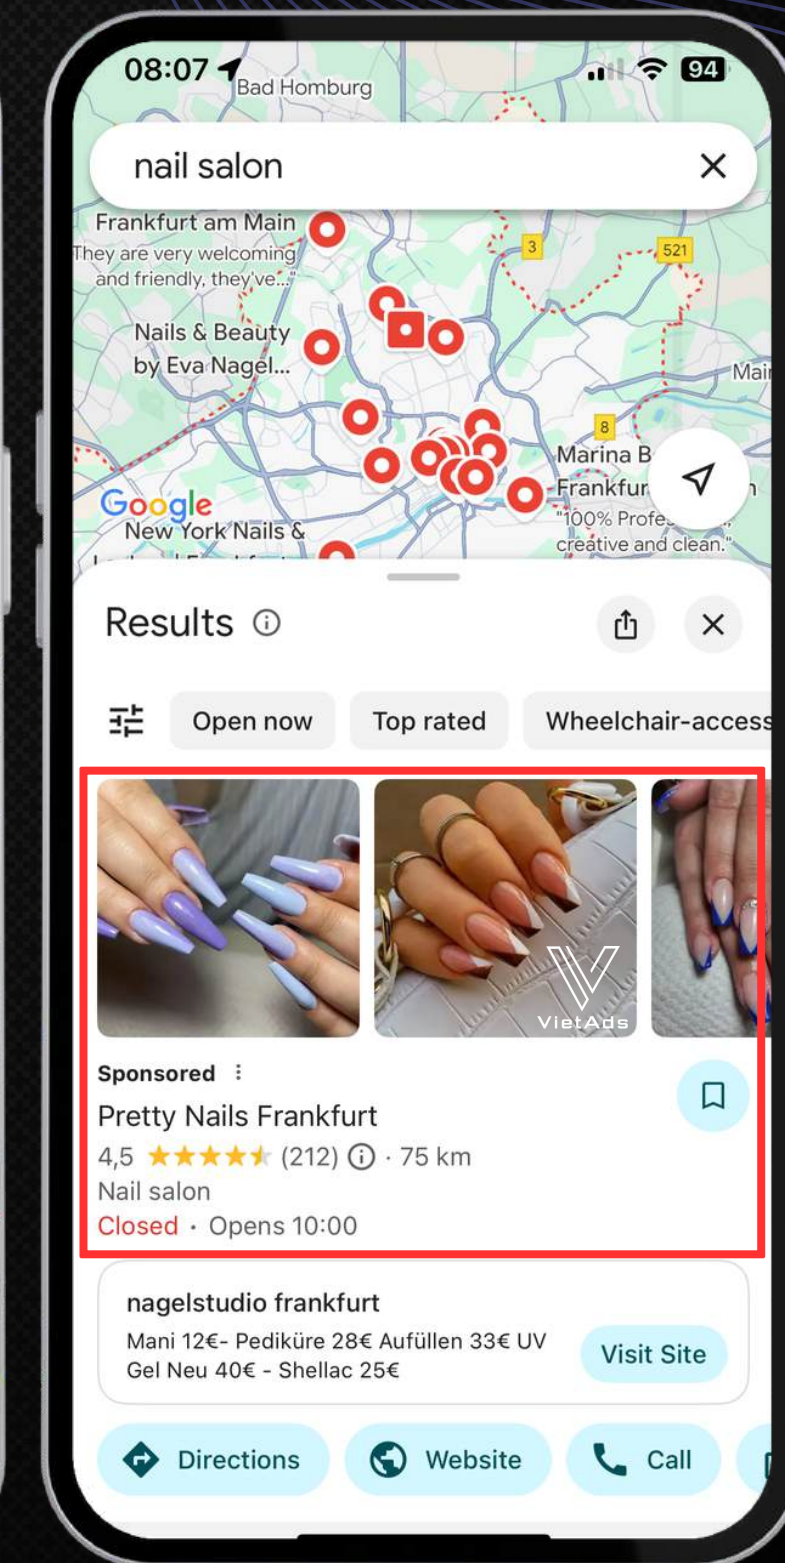 08:07
94
Bad Homburg
nail salon
Frankfurt am Main
They are very welcoming
and friendly, they've..."
3
521
Nails & Beauty
by Eva Nagel...
8
Marina B
Frankfur
"100% Profes
creative and clean."
Google
New York Nails &
Results
Open now
Top rated
Wheelchair-access
VietAds
Sponsored
Pretty Nails Frankfurt
4,5 (212) · 75 km
Nail salon
Closed · Opens 10:00
nagelstudio frankfurt
Mani 12€- Pediküre 28€ Aufüllen 33€ UV
Gel Neu 40€ - Shellac 25€
Visit Site
Directions
Website
Call